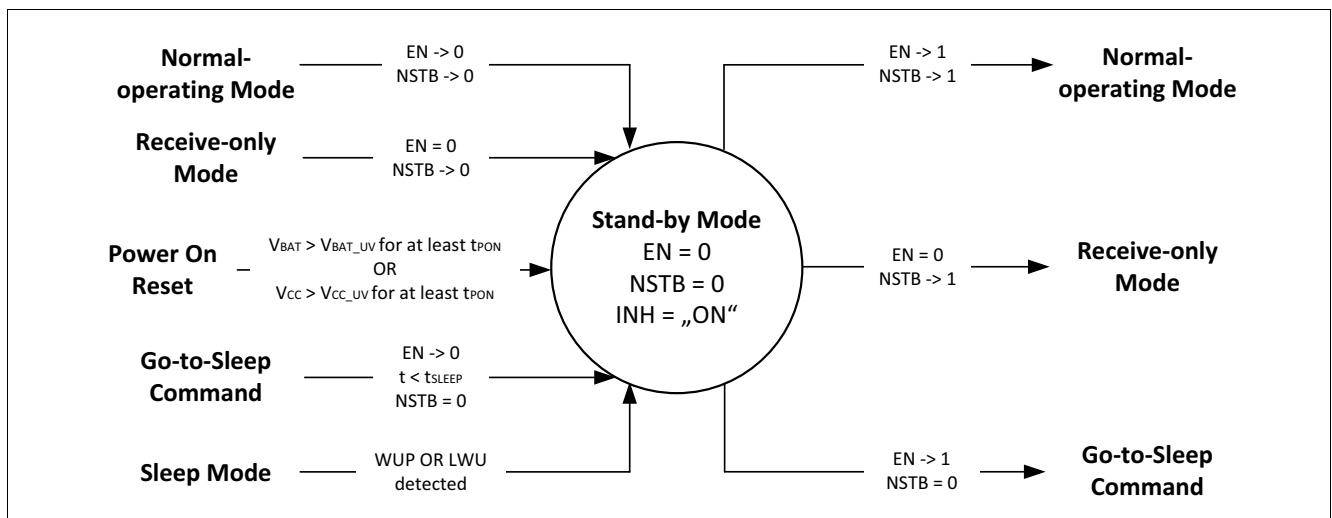 Normal-
operating Mode
EN -> 0
NSTB -> 0
Receive-only
Mode
EN = 0
NSTB -> 0
Power On
Reset
VBAT > VBAT_UV for at least tPON
OR
VCC > VCC_UV for at least tPON
Go-to-Sleep
Command
EN -> 0
t < tSLEEP
NSTB = 0
Sleep Mode
WUP OR LWU
detected
Stand-by Mode
EN = 0
NSTB = 0
INH = „ON“
EN -> 1
NSTB -> 1
Normal-
operating Mode
EN = 0
NSTB -> 1
Receive-only
Mode
EN -> 1
NSTB = 0
Go-to-Sleep
Command